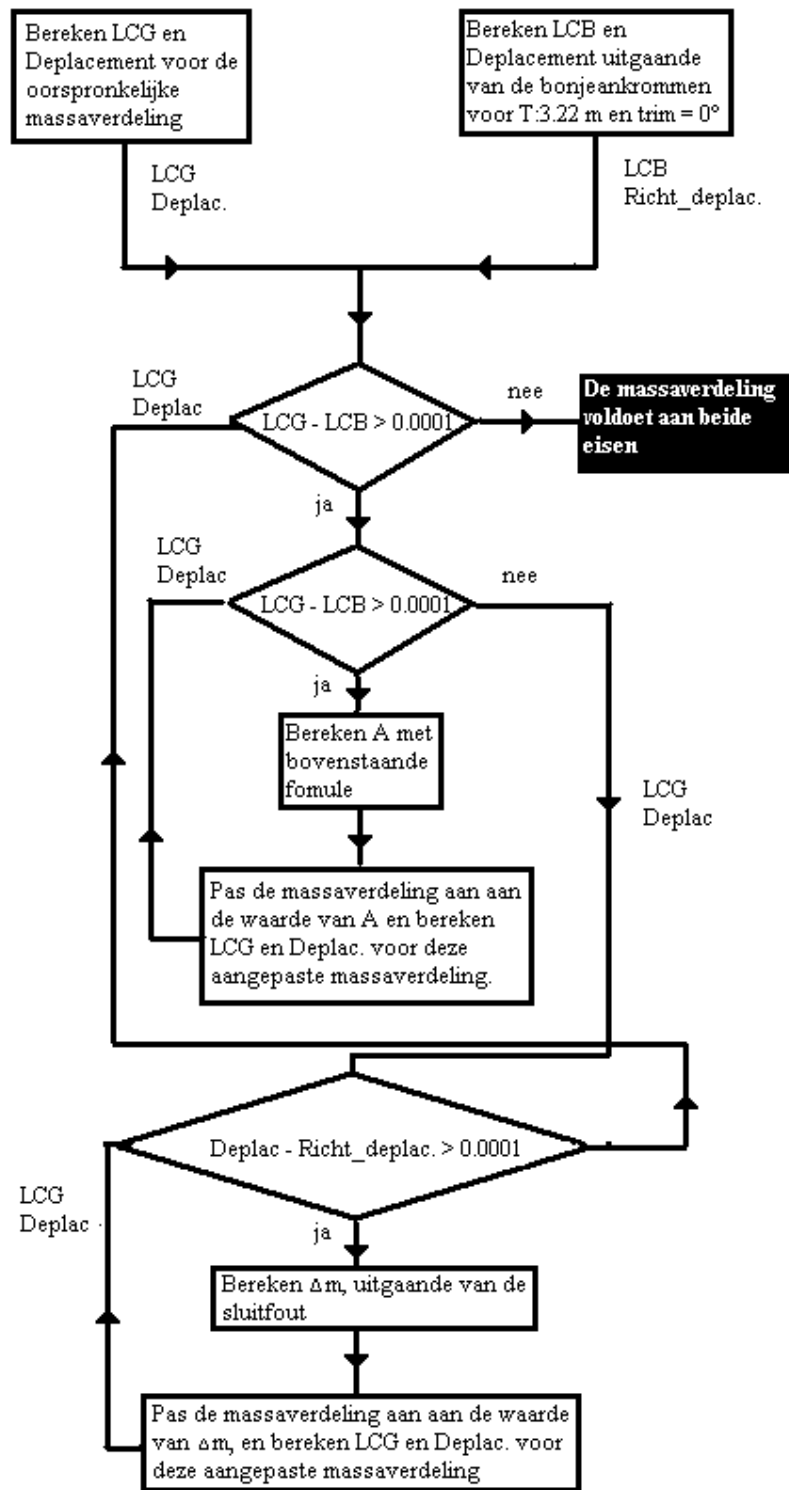 Bereken LCG en
Deplacement voor de
oorspronkelijke
massaverdeling
Bereken LCB en
Deplacement uitgaande
van de bonjeankrommen
voor T:3.22 m en trim = 0°
LCG
Deplac.
LCB
Richt_deplac.
LCG
Deplac
LCG - LCB > 0.0001
nee
De massaverdeling
voldoet aan beide
eisen
ja
LCG
Deplac
LCG - LCB > 0.0001
nee
ja
Bereken A met
bovenstaande
fomule
LCG
Deplac
Pas de massaverdeling aan aan
de waarde van A en bereken
LCG en Deplac. voor deze
aangepaste massaverdeling.
Deplac - Richt_deplac. > 0.0001
LCG
Deplac
ja
Bereken Δm, uitgaande van de
sluitfout
Pas de massaverdeling aan aan de waarde
van Δm, en bereken LCG en Deplac. voor
deze aangepaste massaverdeling